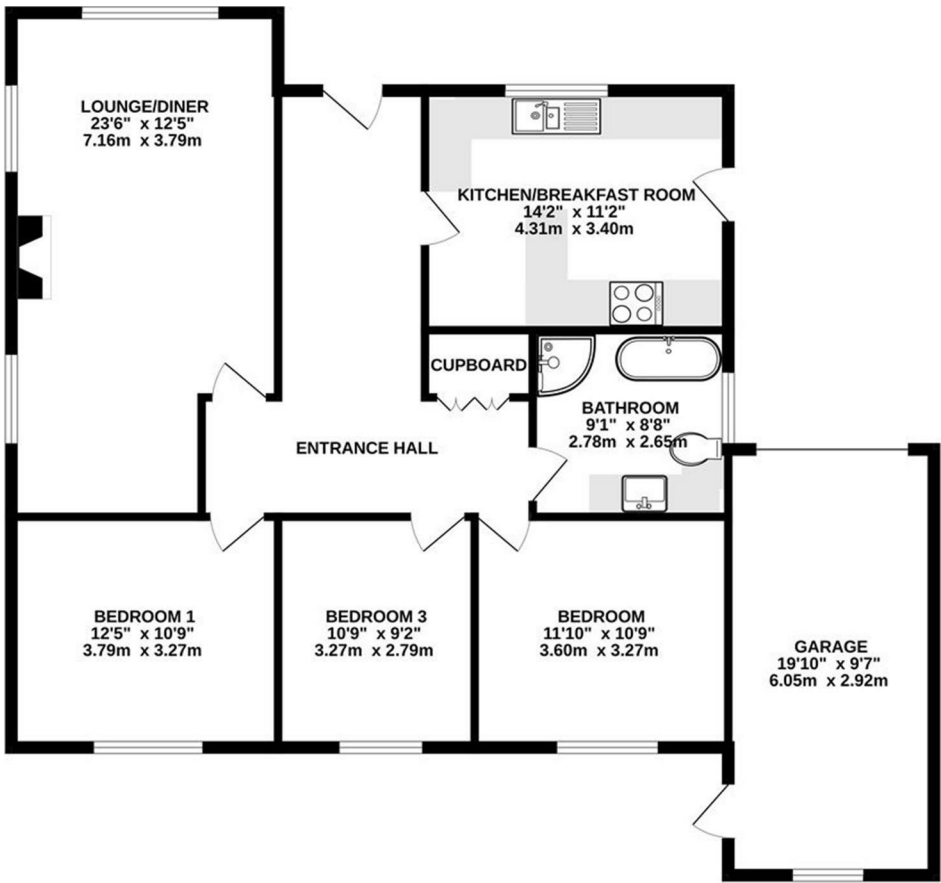 LOUNGE/DINER
23'6" x 12'5"
7.16m x 3.79m
KITCHEN/BREAKFAST ROOM
14'2" x 11'2"
4.31m x 3.40m
CUPBOARD
BATHROOM
9'1" x 8'8"
2.78m x 2.65m
ENTRANCE HALL
BEDROOM 1
12'5" x 10'9"
3.79m x 3.27m
BEDROOM 3
10'9" x 9'2"
3.27m x 2.79m
BEDROOM
11'10" x 10'9"
3.60m x 3.27m
GARAGE
19'10" x 9'7"
6.05m x 2.92m